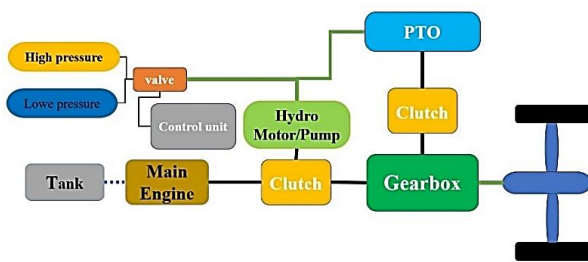 PTO
High pressure
valve
Lowe pressure
Control unit
Hydro
Motor/Pump
Clutch
Tank
Main
Engine
Clutch
Gearbox